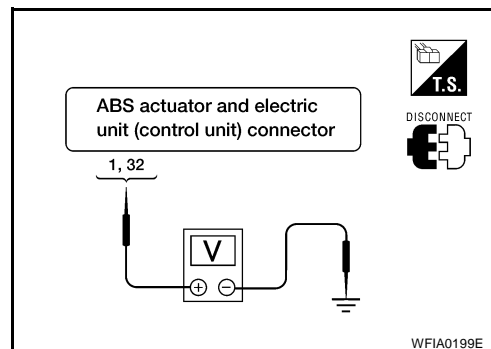 T.S.
DISCONNECT
ABS actuator and electric
unit (control unit) connector
1, 32
V
+ −
WFIA0199E